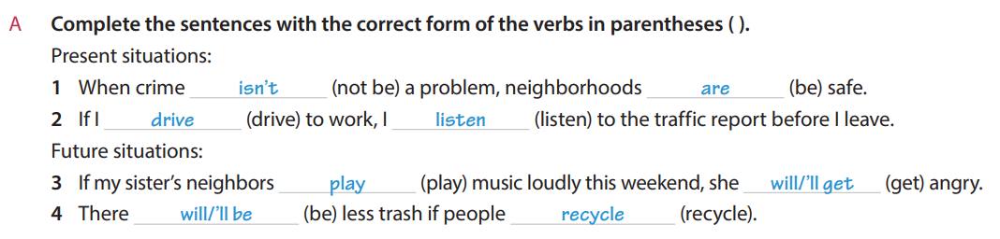 A Complete the sentences with the correct form of the verbs in parentheses ( ).
Present situations:
1 When crime isn't (not be) a problem, neighborhoods are (be) safe.
2 If I drive (drive) to work, I listen (listen) to the traffic report before I leave.
Future situations:
3 If my sister's neighbors play (play) music loudly this weekend, she will/'ll get (get) angry.
4 There will/'ll be (be) less trash if people recycle (recycle).